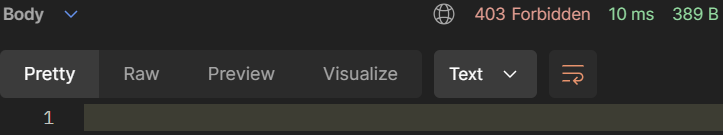 Body 403 Forbidden 10 ms 389 B
Pretty Raw Preview Visualize Text
1